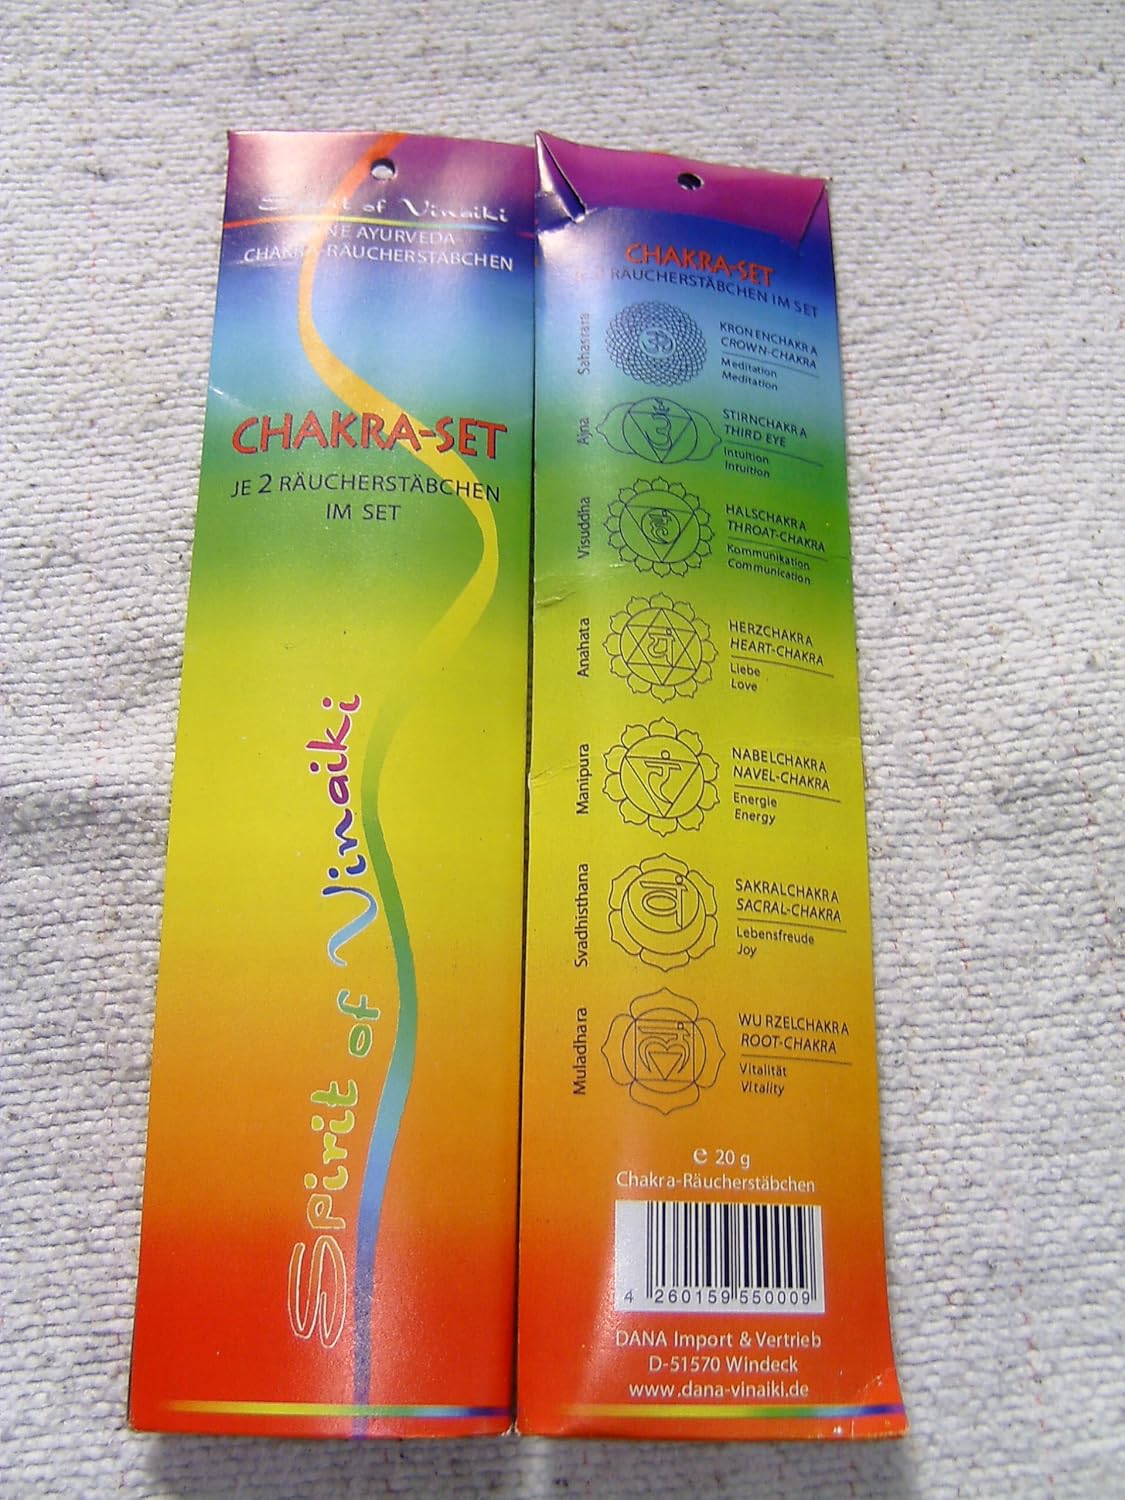 Spirit of Vinaiki
AYURVEDA
CHAKRA-RÄUCHERSTÄBCHEN
CHAKRA-SET
JE 2 RÄUCHERSTÄBCHEN
IM SET
Spirit of Vinaiki
CHAKRA-SET
JE 2 RÄUCHERSTÄBCHEN IM SET
Sahasrara
ॐ
KRONENCHAKRA
CROWN-CHAKRA
Meditation
Meditation
Ajna
STIRNCHAKRA
THIRD EYE
Intuition
Intuition
Visuddha
HALSCHAKRA
THROAT-CHAKRA
Kommunikation
Communication
Anahata
यं
HERZCHAKRA
HEART-CHAKRA
Liebe
Love
Manipura
रं
NABELCHAKRA
NAVEL-CHAKRA
Energie
Energy
Svadhisthana
वं
SAKRALCHAKRA
SACRAL-CHAKRA
Lebensfreude
Joy
Muladhara
लं
WURZELCHAKRA
ROOT-CHAKRA
Vitalität
Vitality
℮ 20 g
Chakra-Räucherstäbchen
4 260159 550009
DANA Import & Vertrieb
D-51570 Windeck
www.dana-vinaiki.de